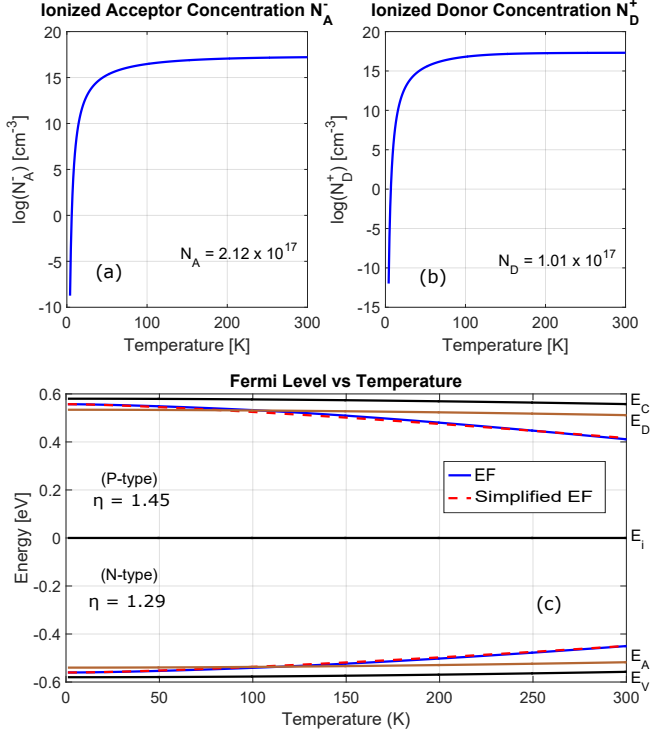 Ionized Acceptor Concentration N_A^-
Ionized Donor Concentration N_D^+
20
15
10
5
0
-5
-10
log(N_A^-) [cm^-3]
N_A = 2.12 x 10^17
(a)
0
100
200
300
Temperature [K]
20
15
10
5
0
-5
-10
-15
log(N_D^+) [cm^-3]
N_D = 1.01 x 10^17
(b)
0
100
200
300
Temperature [K]
Fermi Level vs Temperature
0.6
0.4
0.2
0
-0.2
-0.4
-0.6
Energy [eV]
E_C
E_D
(P-type)
η = 1.45
EF
Simplified EF
E_i
(N-type)
η = 1.29
(c)
E_A
E_V
0
50
100
150
200
250
300
Temperature (K)